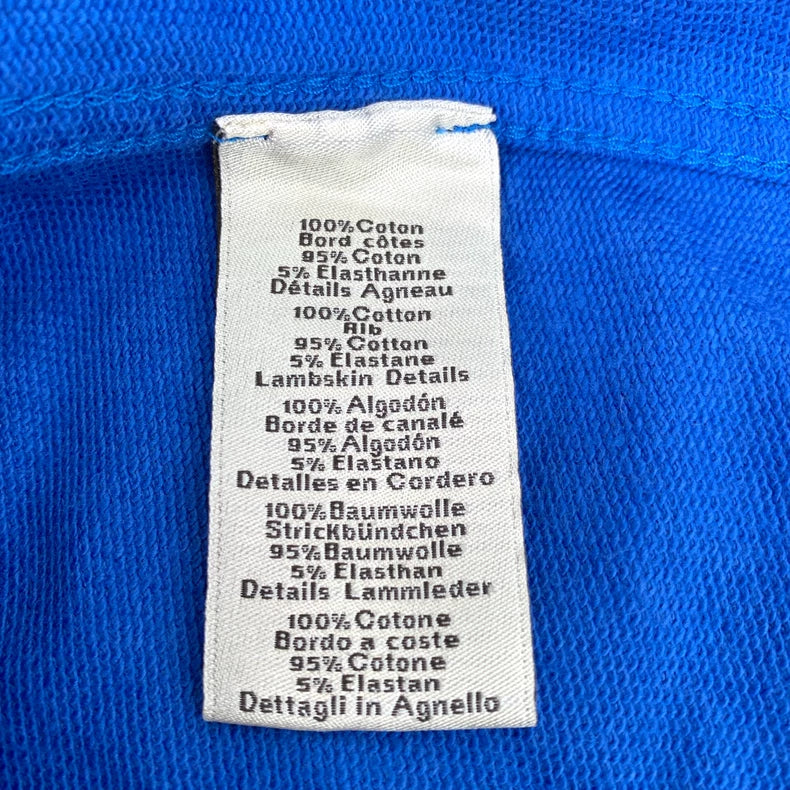 100% Coton
Bord côtes
95% Coton
5% Elasthanne
Détails Agneau
100% Cotton
Rib
95% Cotton
5% Elastane
Lambskin Details
100% Algodón
Borde de canalé
95% Algodón
5% Elastano
Detalles en Cordero
100% Baumwolle
Strickbündchen
95% Baumwolle
5% Elasthan
Details Lammleder
100% Cotone
Bordo a coste
95% Cotone
5% Elastan
Dettagli in Agnello